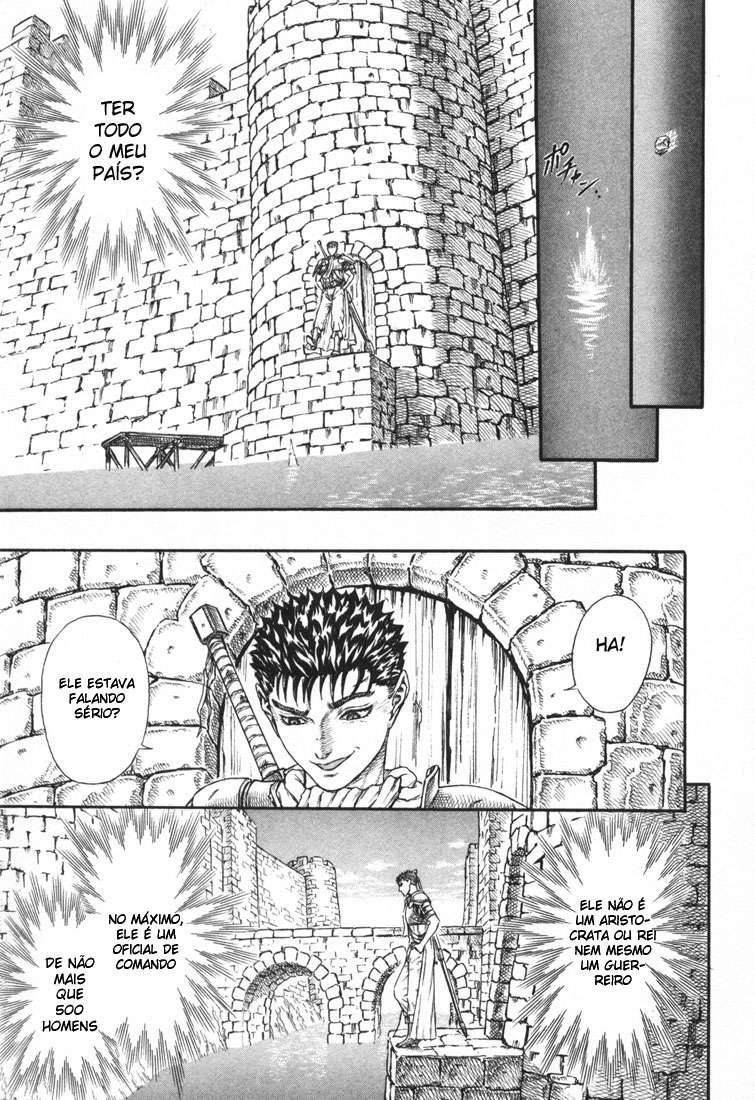 ポチャン
TER
TODO
O MEU
PAÍS?
HA!
ELE ESTAVA
FALANDO
SÉRIO?
ELE NÃO É
UM ARISTO-
CRATA OU REI
NEM MESMO
UM GUER-
REIRO
NO MÁXIMO,
ELE É UM
OFICIAL DE
COMANDO
DE NÃO
MAIS
QUE
500
HOMENS